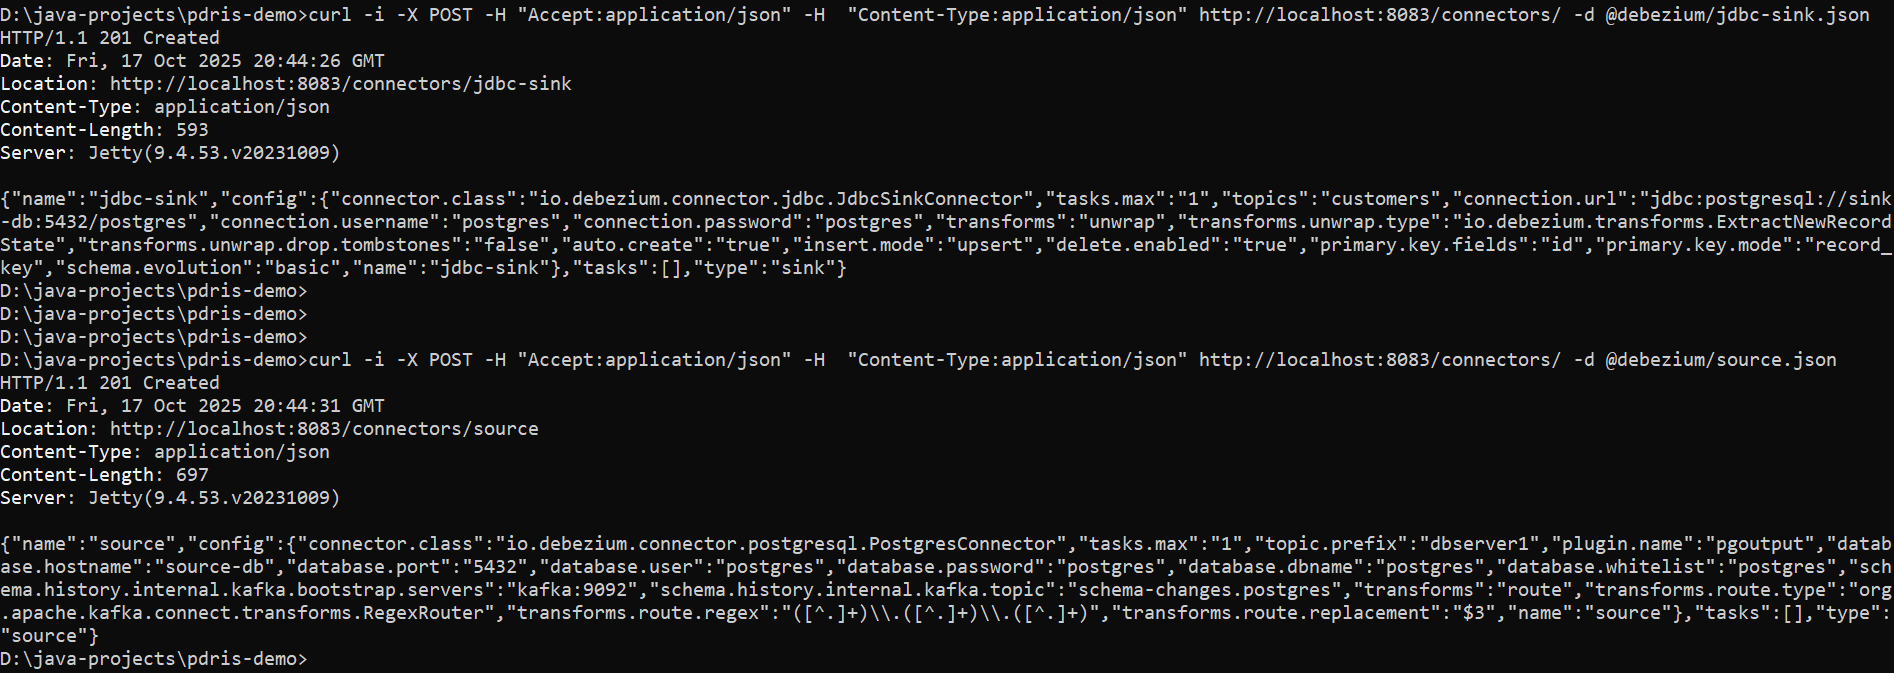 D:\java-projects\pdris-demo>curl -i -X POST -H "Accept:application/json" -H  "Content-Type:application/json" http://localhost:8083/connectors/ -d @debezium/jdbc-sink.json
HTTP/1.1 201 Created
Date: Fri, 17 Oct 2025 20:44:26 GMT
Location: http://localhost:8083/connectors/jdbc-sink
Content-Type: application/json
Content-Length: 593
Server: Jetty(9.4.53.v20231009)

{"name":"jdbc-sink","config":{"connector.class":"io.debezium.connector.jdbc.JdbcSinkConnector","tasks.max":"1","topics":"customers","connection.url":"jdbc:postgresql://sink
-db:5432/postgres","connection.username":"postgres","connection.password":"postgres","transforms":"unwrap","transforms.unwrap.type":"io.debezium.transforms.ExtractNewRecord
State","transforms.unwrap.drop.tombstones":"false","auto.create":"true","insert.mode":"upsert","delete.enabled":"true","primary.key.fields":"id","primary.key.mode":"record_
key","schema.evolution":"basic","name":"jdbc-sink"},"tasks":[],"type":"sink"}
D:\java-projects\pdris-demo>
D:\java-projects\pdris-demo>
D:\java-projects\pdris-demo>
D:\java-projects\pdris-demo>curl -i -X POST -H "Accept:application/json" -H  "Content-Type:application/json" http://localhost:8083/connectors/ -d @debezium/source.json
HTTP/1.1 201 Created
Date: Fri, 17 Oct 2025 20:44:31 GMT
Location: http://localhost:8083/connectors/source
Content-Type: application/json
Content-Length: 697
Server: Jetty(9.4.53.v20231009)

{"name":"source","config":{"connector.class":"io.debezium.connector.postgresql.PostgresConnector","tasks.max":"1","topic.prefix":"dbserver1","plugin.name":"pgoutput","datab
ase.hostname":"source-db","database.port":"5432","database.user":"postgres","database.password":"postgres","database.dbname":"postgres","database.whitelist":"postgres","sch
ema.history.internal.kafka.bootstrap.servers":"kafka:9092","schema.history.internal.kafka.topic":"schema-changes.postgres","transforms":"route","transforms.route.type":"org
.apache.kafka.connect.transforms.RegexRouter","transforms.route.regex":"([^.]+)\\.([^.]+)\\.([^.]+)","transforms.route.replacement":"$3","name":"source"},"tasks":[],"type":
"source"}
D:\java-projects\pdris-demo>